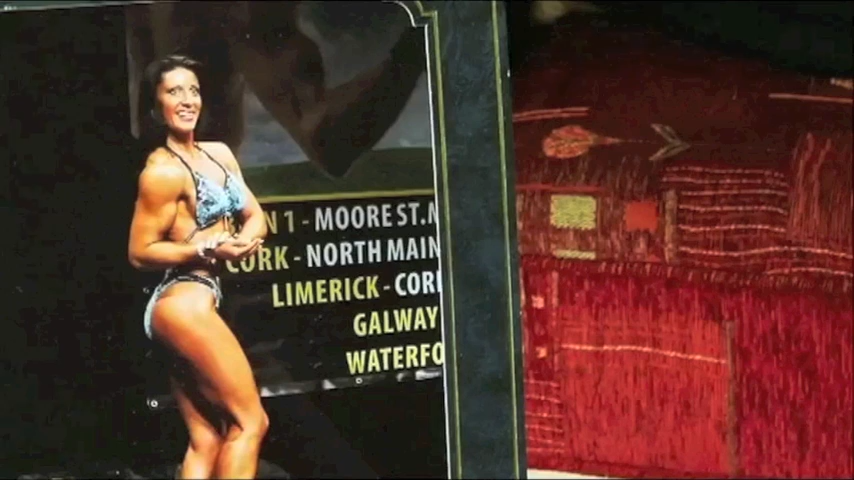 N 1 - MOORE ST.
CORK - NORTH MAIN
LIMERICK - COR
GALWAY
WATERFO